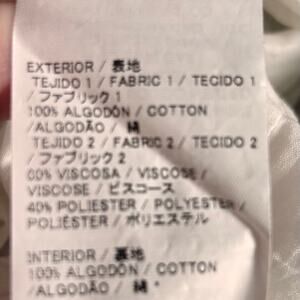 EXTERIOR / 表地
TEJIDO 1 / FABRIC 1 / TECIDO 1
/ ファブリック 1
100% ALGODÓN / COTTON
/ALGODÃO / 綿
TEJIDO 2 / FABRIC 2 / TECIDO 2
/ ファブリック 2
60% VISCOSA / VISCOSE /
VISCOSE / ビスコース
40% POLIESTER / POLYESTER /
POLIÉSTER / ポリエステル
INTERIOR / 裏地
100% ALGODÓN / COTTON
/ ALGODÃO / 綿